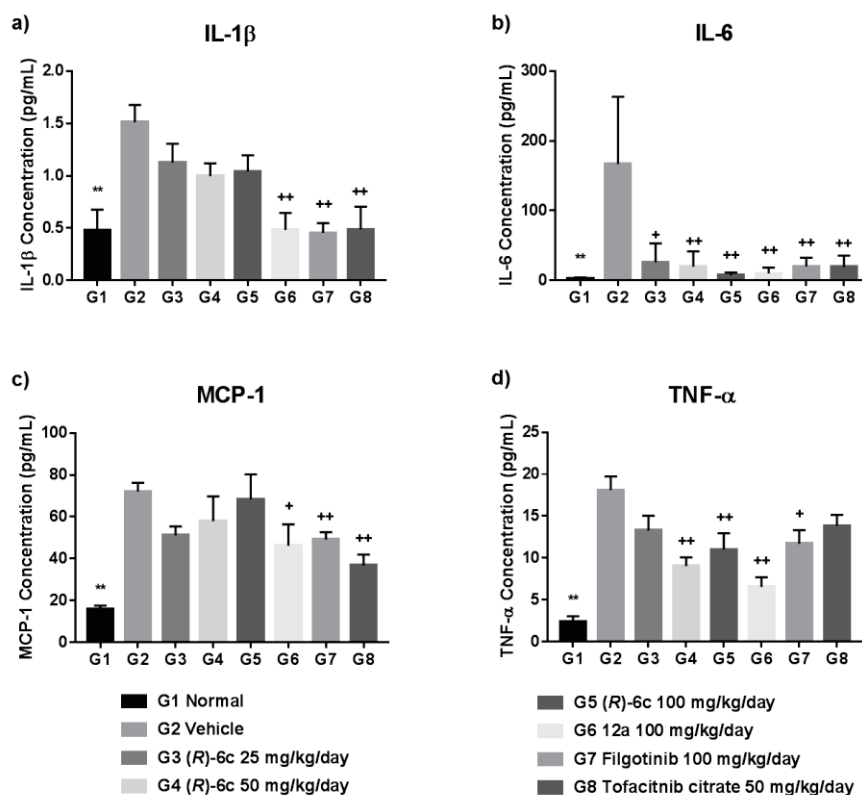 a)
IL-1β
IL-1β Concentration (pg/mL)
2.0
1.5
1.0
0.5
0.0
**
++
++
++
G1 G2 G3 G4 G5 G6 G7 G8
b)
IL-6
IL-6 Concentration (pg/mL)
300
200
100
0
**
+
++
++
++
++
++
G1 G2 G3 G4 G5 G6 G7 G8
c)
MCP-1
MCP-1 Concentration (pg/mL)
100
80
60
40
20
0
**
+
++
++
G1 G2 G3 G4 G5 G6 G7 G8
d)
TNF-α
TNF-α Concentration (pg/mL)
25
20
15
10
5
0
**
++
++
++
+
G1 G2 G3 G4 G5 G6 G7 G8
G1 Normal
G2 Vehicle
G3 (R)-6c 25 mg/kg/day
G4 (R)-6c 50 mg/kg/day
G5 (R)-6c 100 mg/kg/day
G6 12a 100 mg/kg/day
G7 Filgotinib 100 mg/kg/day
G8 Tofacitnib citrate 50 mg/kg/day